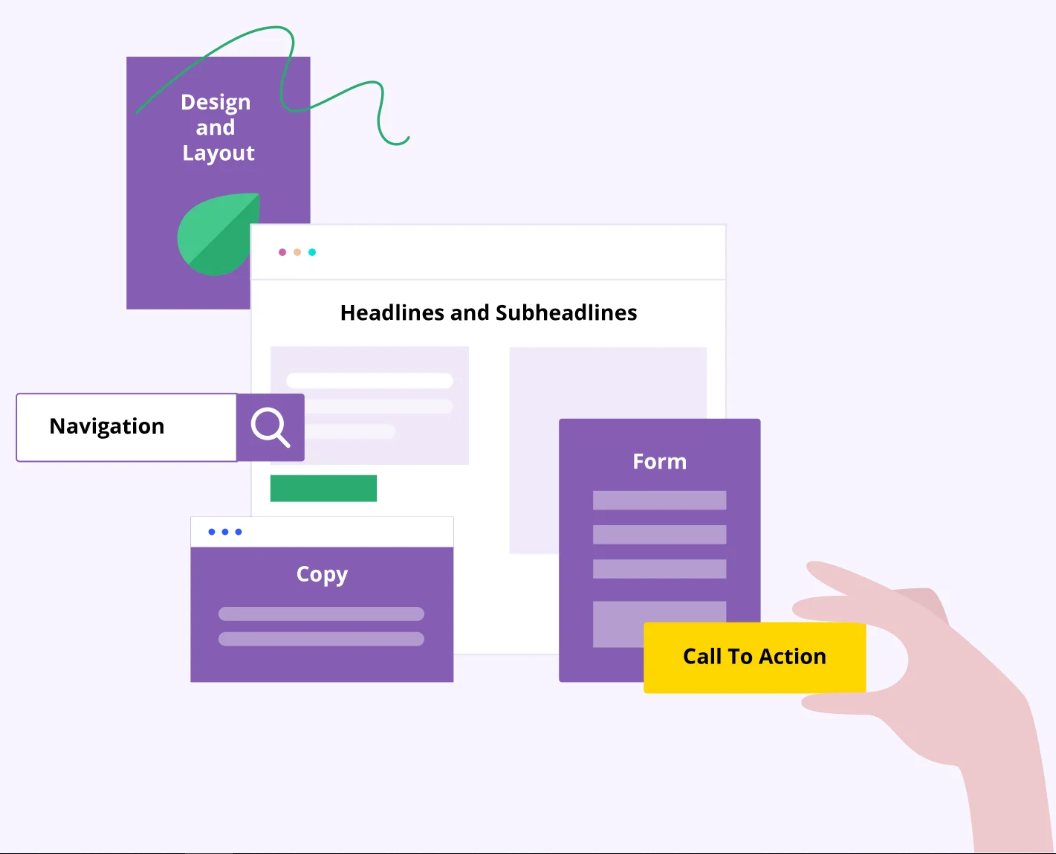 Design
and
Layout
Headlines and Subheadlines
Navigation
Form
Copy
Call To Action